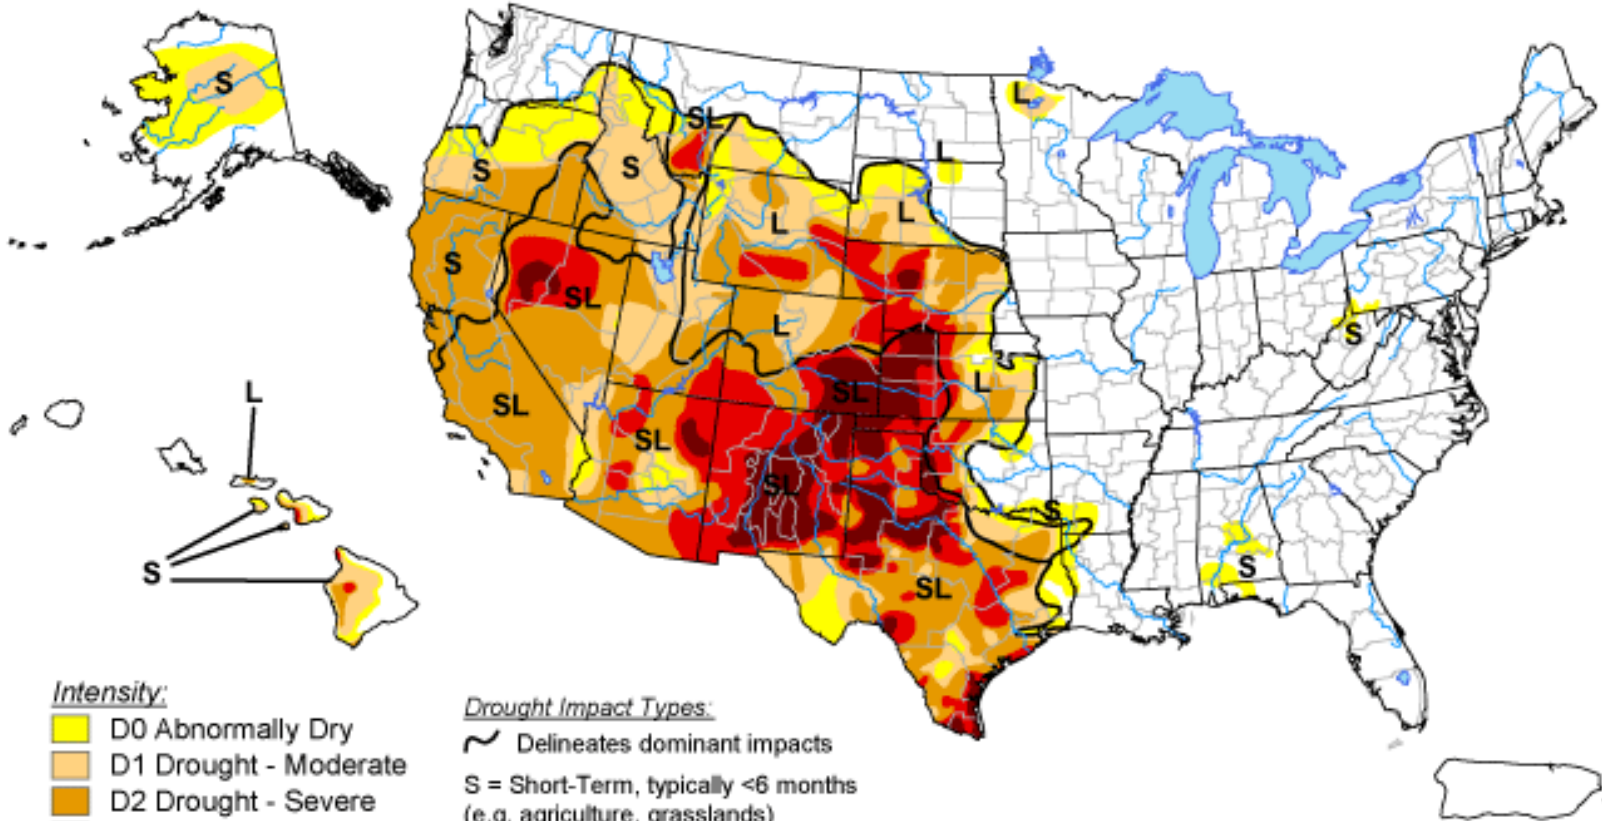 S
L
SL
L
S
S
L
L
S
L
SL
L
S
SL
L
L
SL
SL
SL
S
S
S
SL
Intensity:
D0 Abnormally Dry
D1 Drought - Moderate
D2 Drought - Severe
Drought Impact Types:
Delineates dominant impacts
S = Short-Term, typically <6 months
(e.g. agriculture, grasslands)